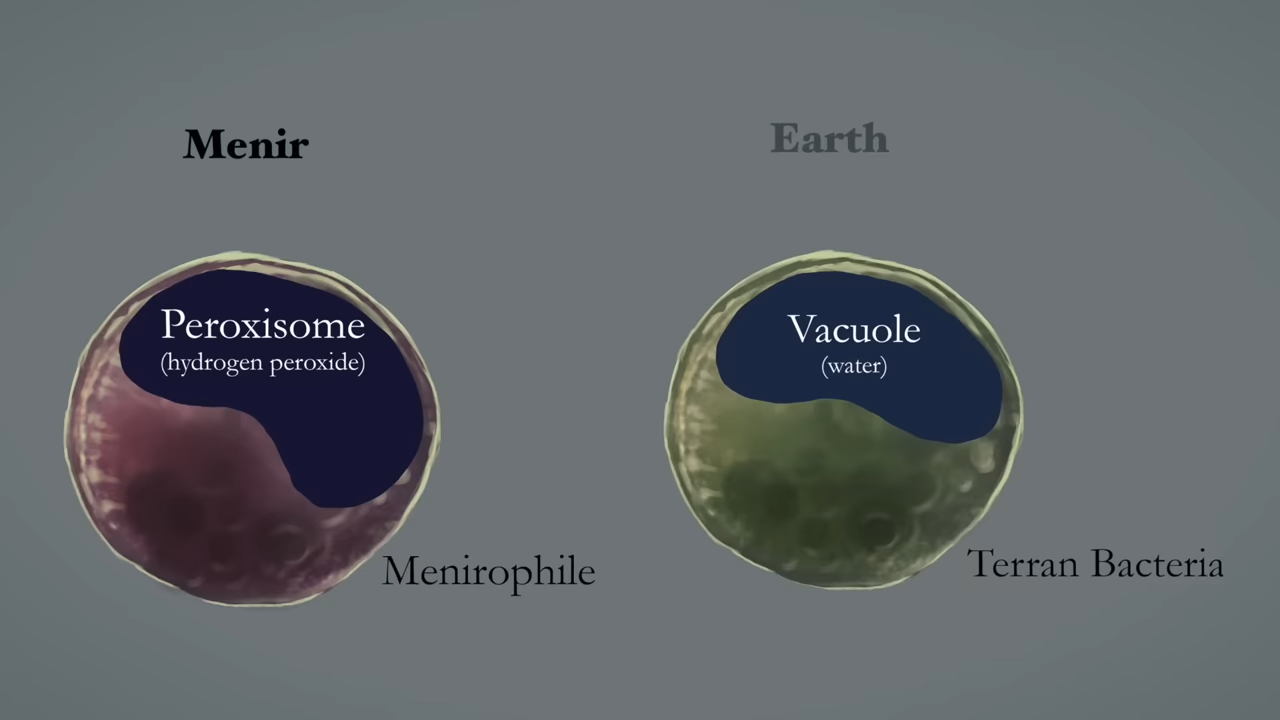 Menir
Earth
Peroxisome
(hydrogen peroxide)
Vacuole
(water)
Menirophile
Terran Bacteria